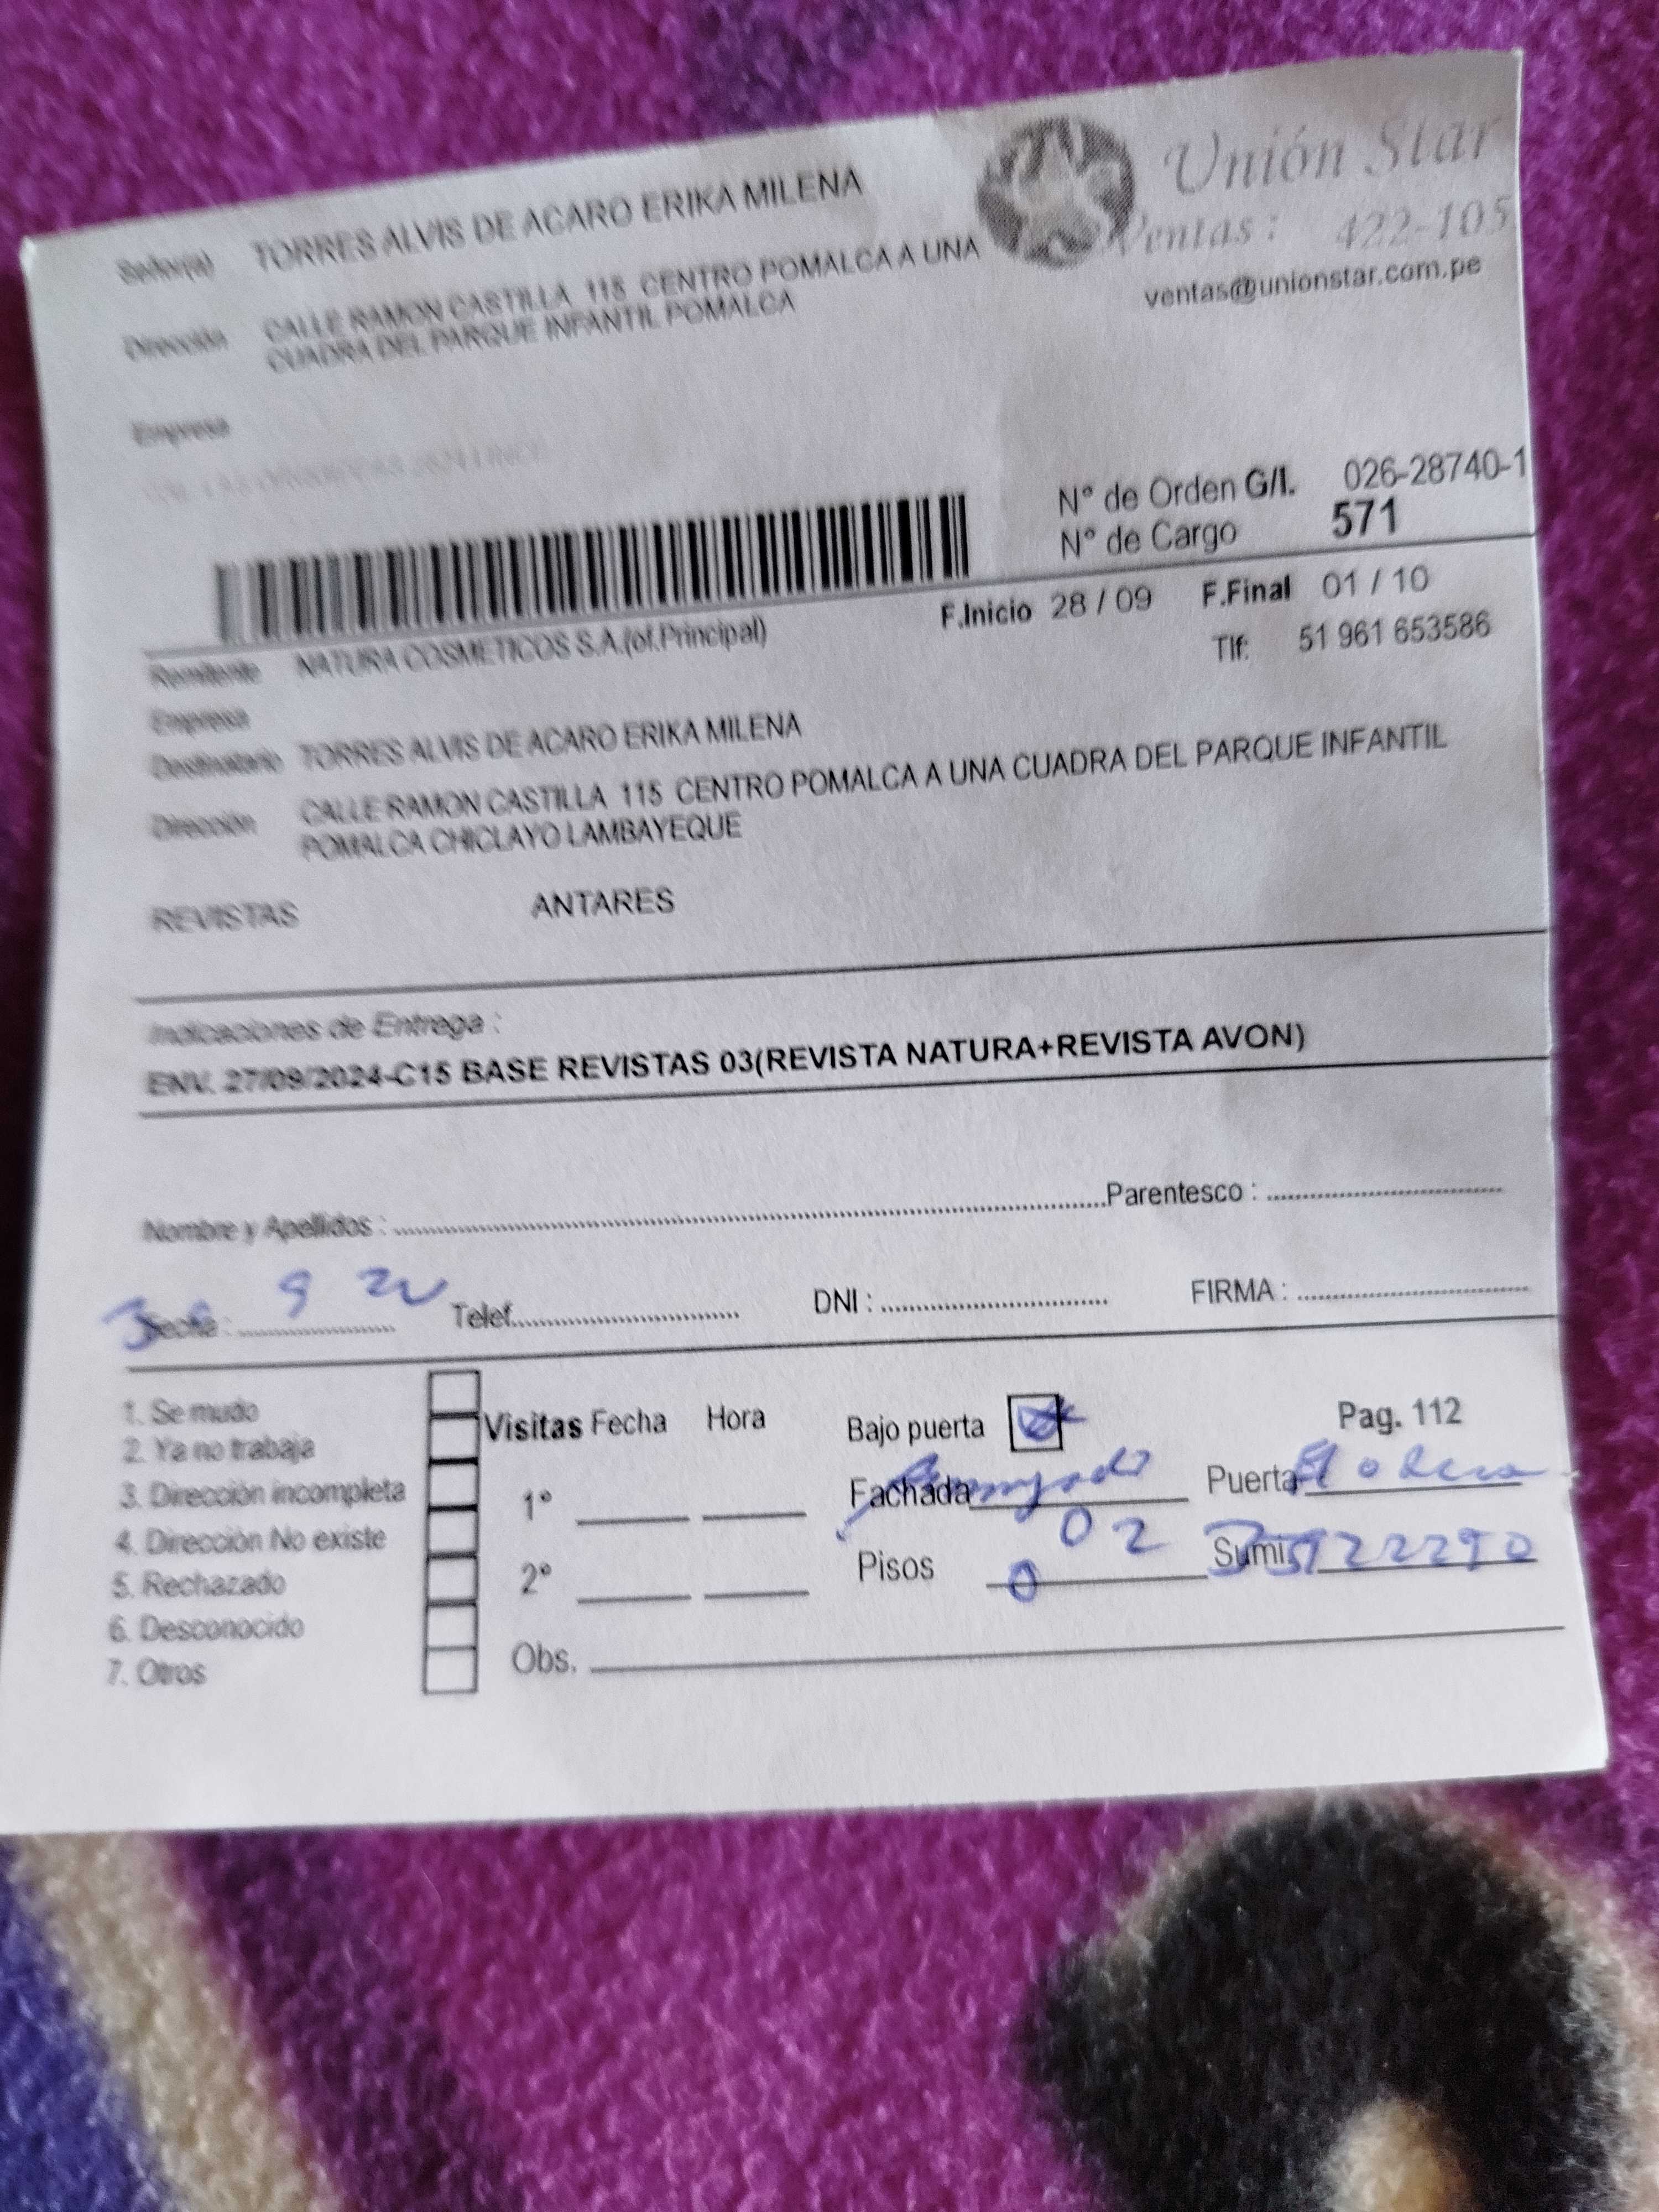 Unión Star
Ventas: 422-105
ventas@unionstar.com.pe
Señor(a) TORRES ALVIS DE ACARO ERIKA MILENA
Dirección CALLE RAMON CASTILLA 115 CENTRO POMALCA A UNA
CUADRA DEL PARQUE INFANTIL POMALCA
Empresa
N° de Orden G/I. 026-28740-1
N° de Cargo 571
F.Inicio 28 / 09 F.Final 01 / 10
Remitente NATURA COSMETICOS S.A.(of.Principal) Tlf: 51 961 653586
Empresa
Destinatario TORRES ALVIS DE ACARO ERIKA MILENA
Dirección CALLE RAMON CASTILLA 115 CENTRO POMALCA A UNA CUADRA DEL PARQUE INFANTIL
POMALCA CHICLAYO LAMBAYEQUE
REVISTAS ANTARES
Indicaciones de Entrega :
ENV. 27/09/2024-C15 BASE REVISTAS 03(REVISTA NATURA+REVISTA AVON)
Nombre y Apellidos : Parentesco :
Fecha : 9 Telef. DNI : FIRMA :
1. Se mudo
2. Ya no trabaja
3. Dirección incompleta
4. Dirección No existe
5. Rechazado
6. Desconocido
7. Otros
Visitas Fecha Hora
1°
2°
Obs.
Bajo puerta
Pag. 112
Fachada
Puerta
Pisos 02
Sumi.